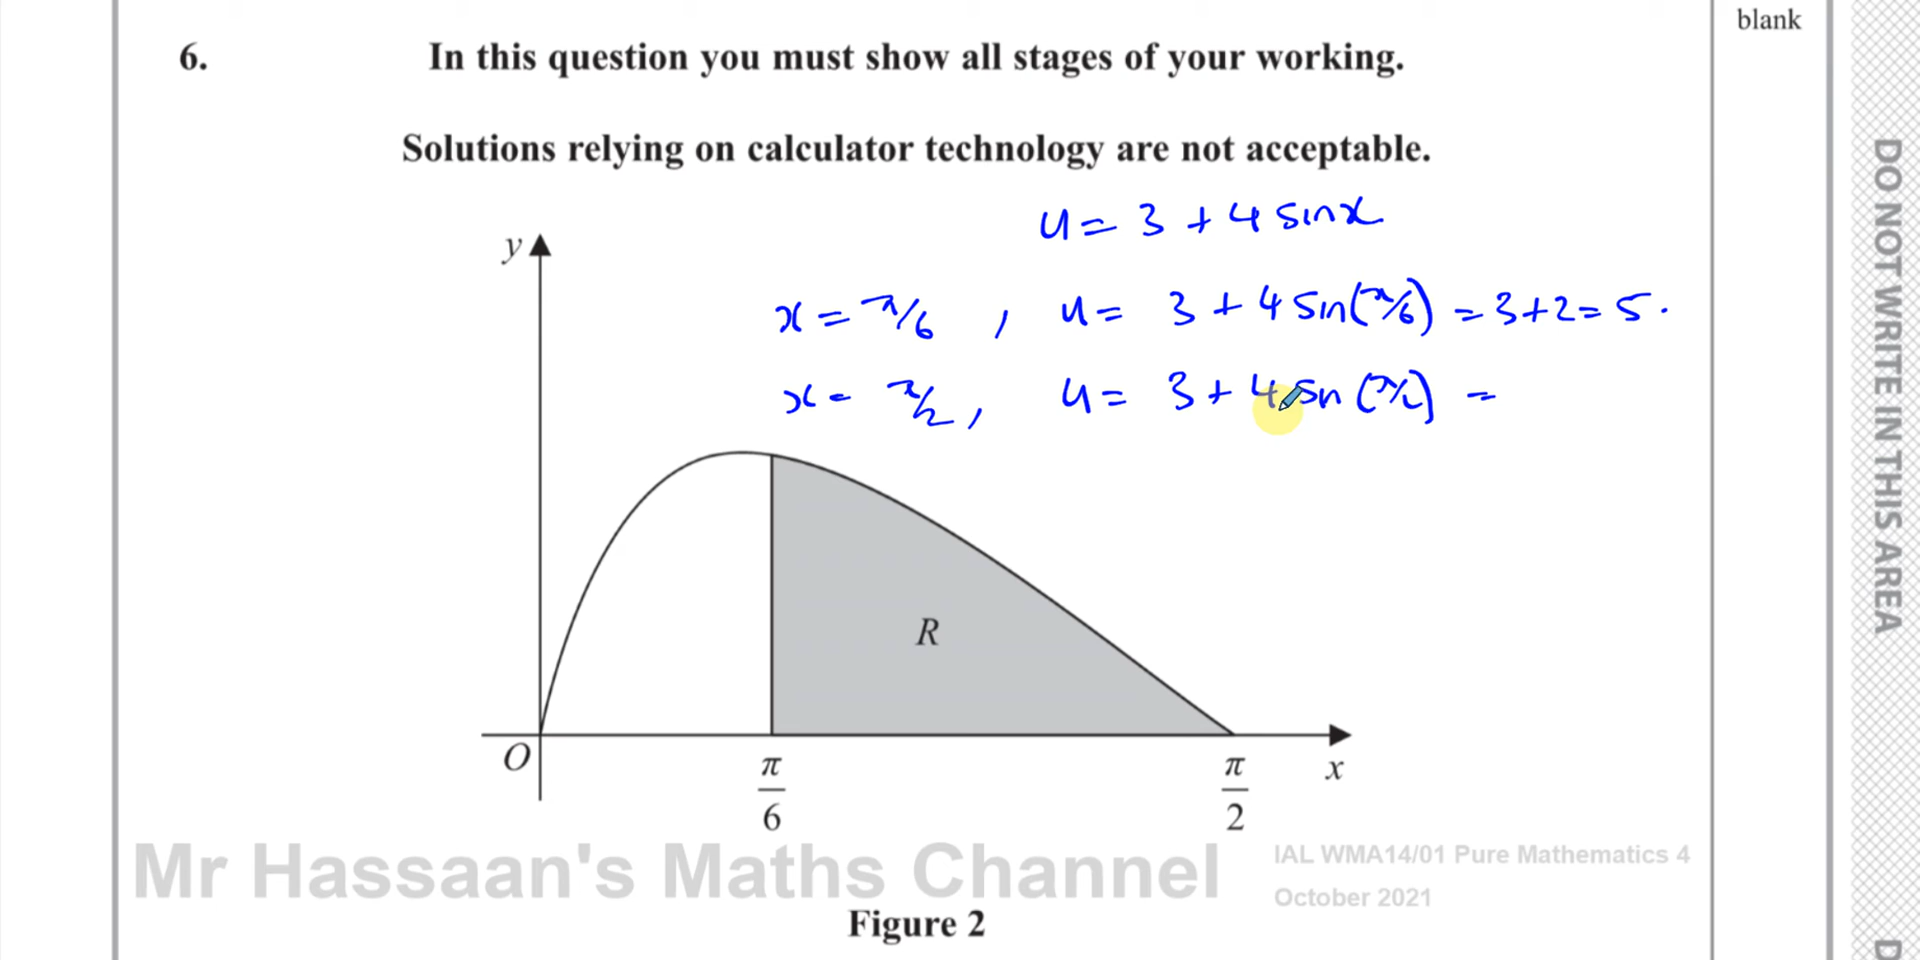 blank
6. In this question you must show all stages of your working.
Solutions relying on calculator technology are not acceptable.
u = 3 + 4 sinx
y
x = π/6 , u = 3 + 4 sin(π/6) = 3+2 = 5.
x = π/2 , u = 3 + 4 sn (π/2) =
R
O
π/6
π/2
x
Mr Hassaan's Maths Channel
IAL WMA14/01 Pure Mathematics 4
October 2021
Figure 2
DO NOT WRITE IN THIS AREA
D